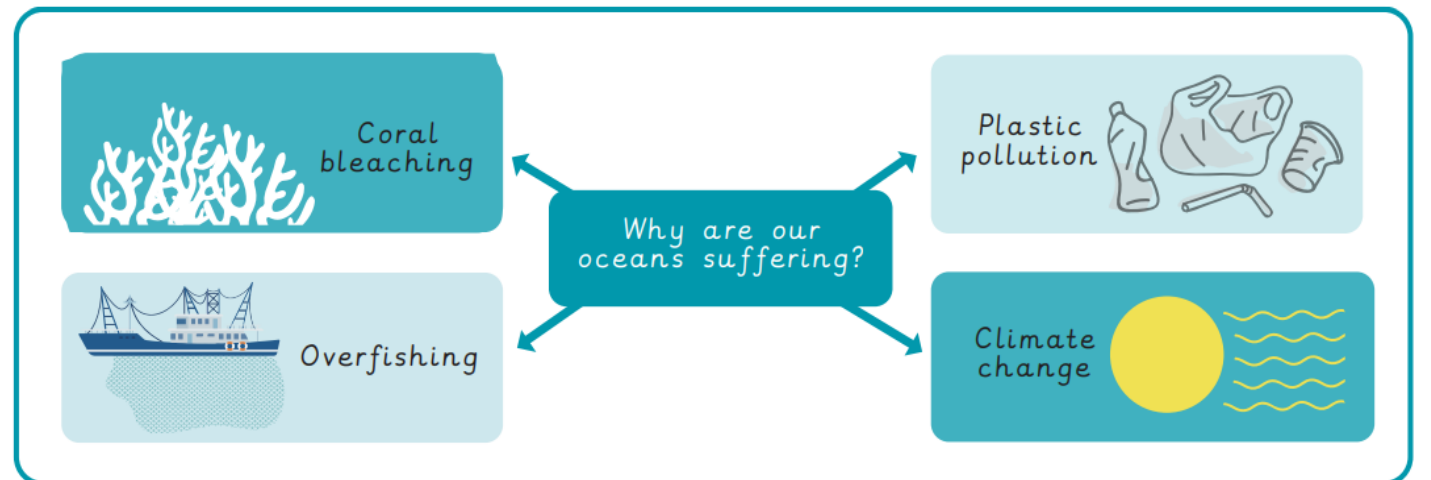 Coral
bleaching
Plastic
pollution
Why are our
oceans suffering?
Overfishing
Climate
change